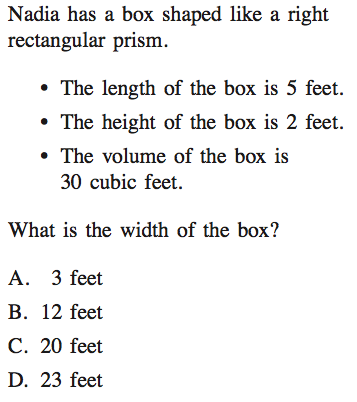 Nadia has a box shaped like a right
rectangular prism.
• The length of the box is 5 feet.
• The height of the box is 2 feet.
• The volume of the box is
30 cubic feet.
What is the width of the box?
A. 3 feet
B. 12 feet
C. 20 feet
D. 23 feet